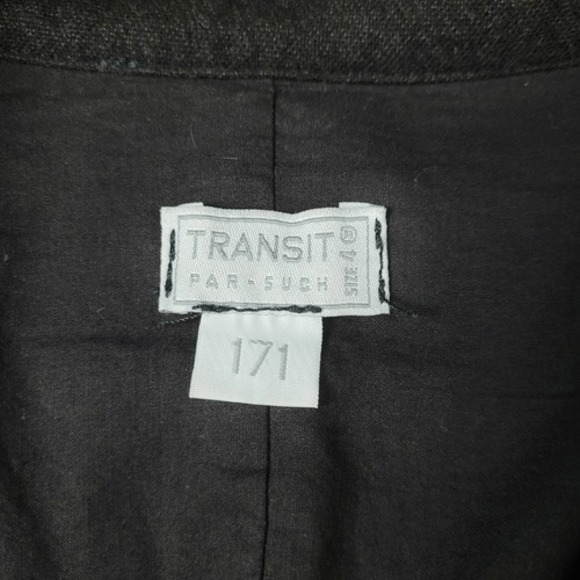 TRANSIT ®
PAR-SUCH
SIZE 4
171